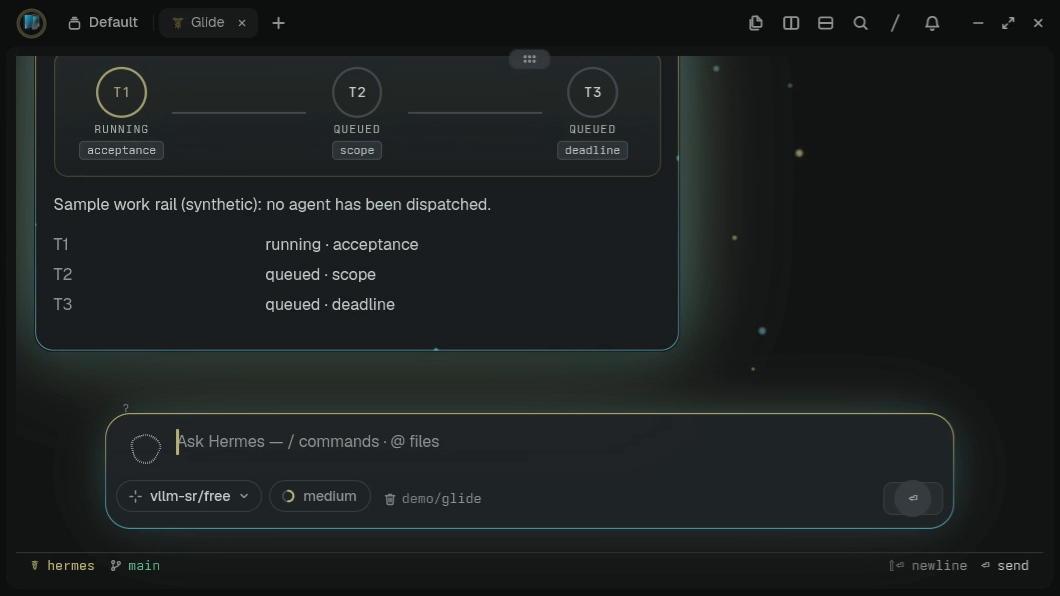 Default Glide
T1 T2 T3
RUNNING QUEUED QUEUED
acceptance scope deadline
Sample work rail (synthetic): no agent has been dispatched.
T1 running · acceptance
T2 queued · scope
T3 queued · deadline
?
Ask Hermes — / commands · @ files
vllm-sr/free medium demo/glide
hermes main newline send